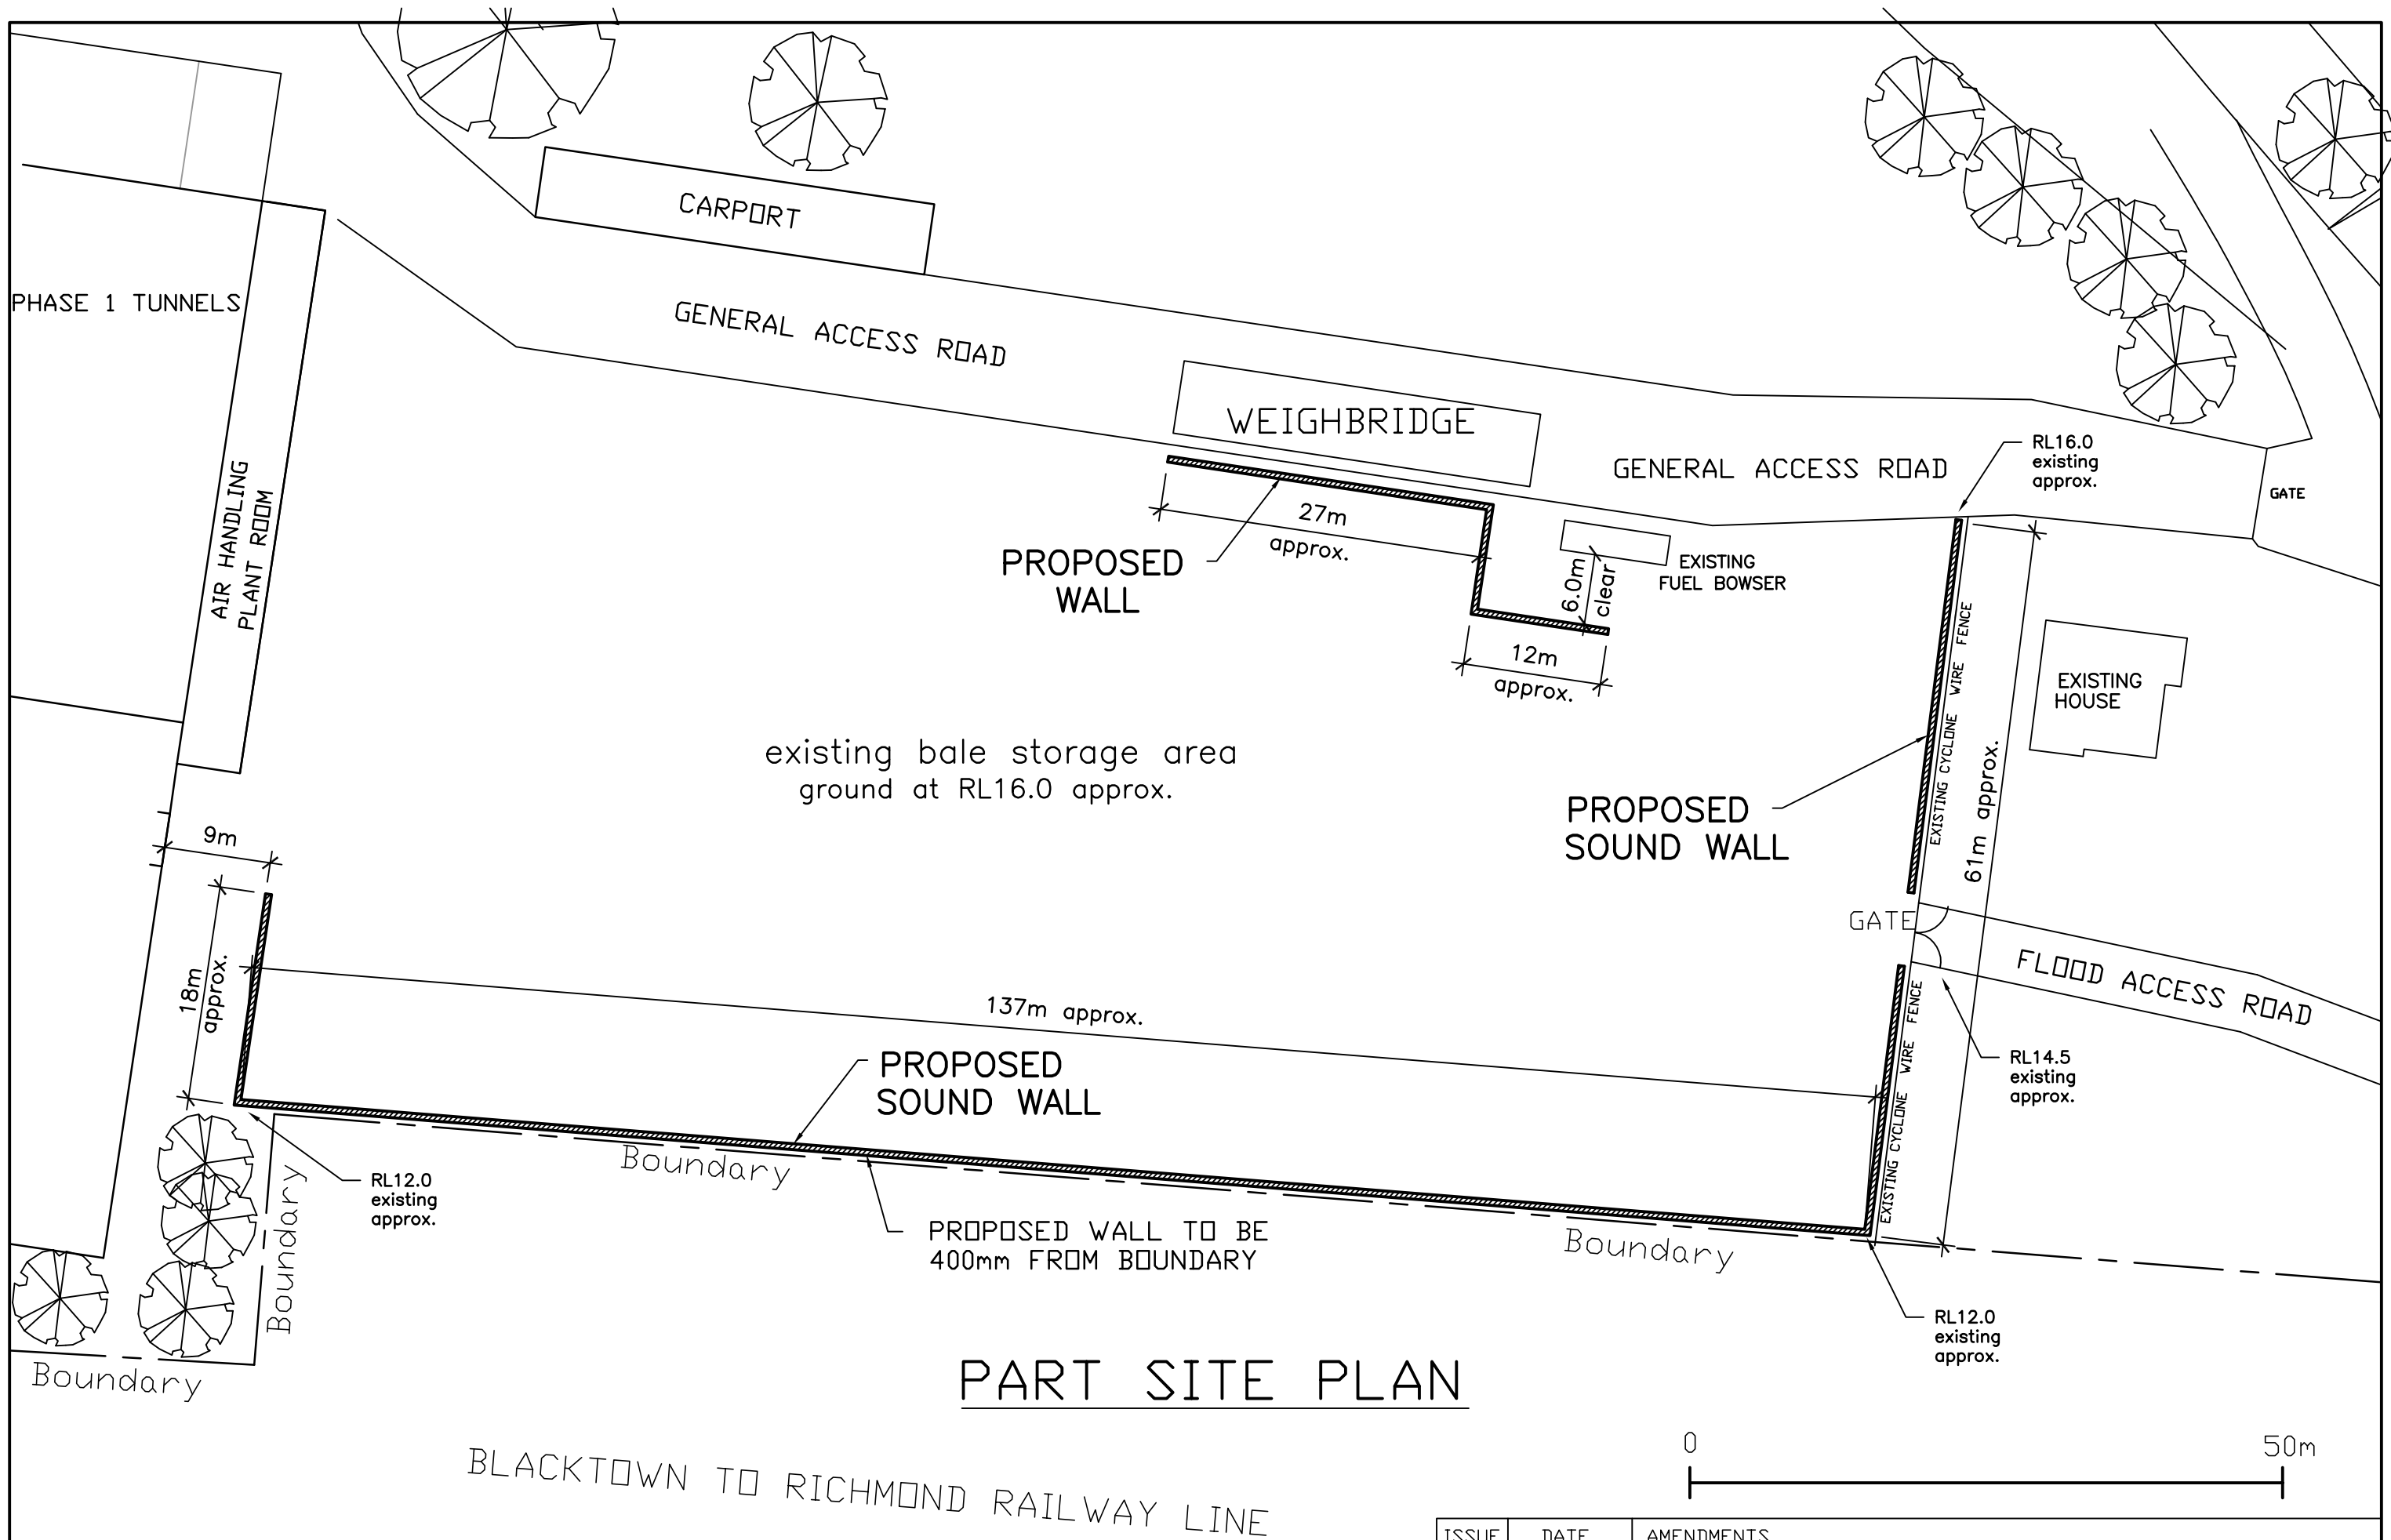 CARPORT
PHASE 1 TUNNELS
GENERAL ACCESS ROAD
WEIGHBRIDGE
GENERAL ACCESS ROAD
RL16.0
existing
approx.
GATE
AIR HANDLING
PLANT ROOM
27m
approx.
PROPOSED
WALL
6.0m
clear
EXISTING
FUEL BOWSER
12m
approx.
EXISTING CYCLONE WIRE FENCE
EXISTING
HOUSE
existing bale storage area
ground at RL16.0 approx.
PROPOSED
SOUND WALL
61m approx.
9m
18m
approx.
GATE
FLOOD ACCESS ROAD
137m approx.
PROPOSED
SOUND WALL
EXISTING CYCLONE WIRE FENCE
RL14.5
existing
approx.
Boundary
RL12.0
existing
approx.
Boundary
PROPOSED WALL TO BE
400mm FROM BOUNDARY
Boundary
RL12.0
existing
approx.
Boundary
PART SITE PLAN
0 50m
BLACKTOWN TO RICHMOND RAILWAY LINE
ISSUE DATE AMENDMENTS